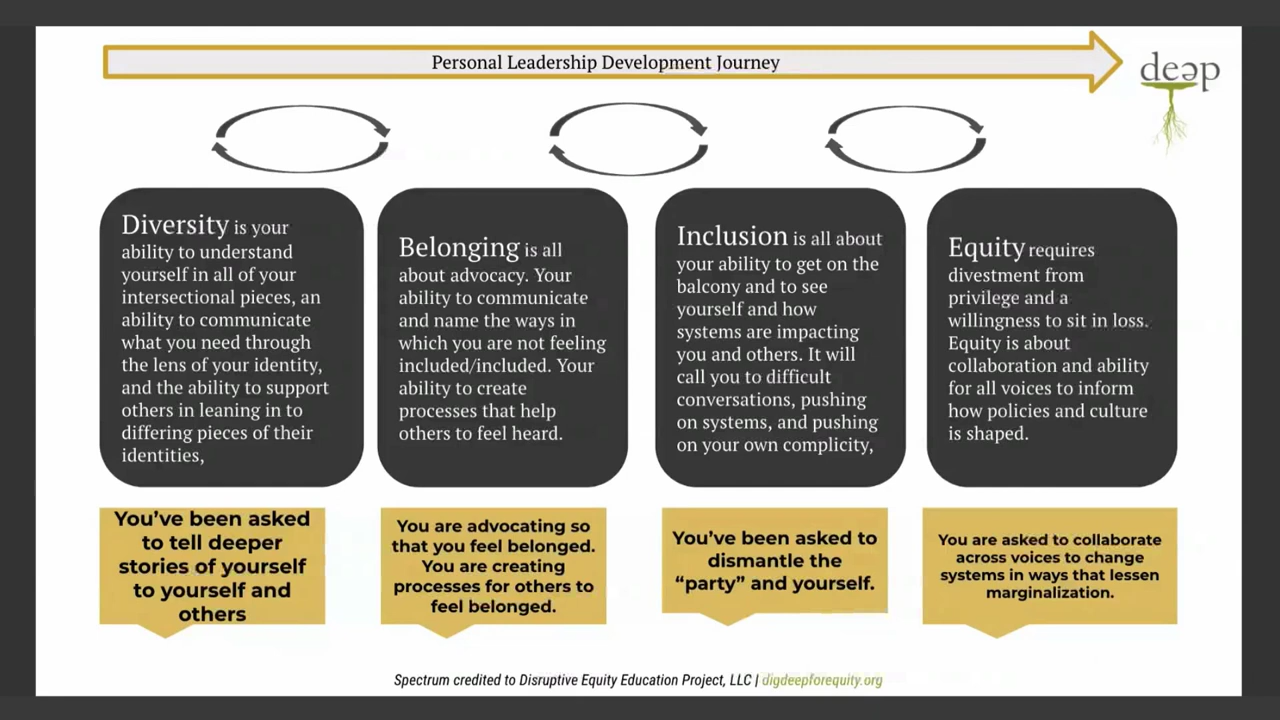 Personal Leadership Development Journey
deəp
Diversity is your
ability to understand
yourself in all of your
intersectional pieces, an
ability to communicate
what you need through
the lens of your identity,
and the ability to support
others in leaning in to
differing pieces of their
identities,
Belonging is all
about advocacy. Your
ability to communicate
and name the ways in
which you are not feeling
included/included. Your
ability to create
processes that help
others to feel heard.
Inclusion is all about
your ability to get on the
balcony and to see
yourself and how
systems are impacting
you and others. It will
call you to difficult
conversations, pushing
on systems, and pushing
on your own complicity,
Equity requires
divestment from
privilege and a
willingness to sit in loss.
Equity is about
collaboration and ability
for all voices to inform
how policies and culture
is shaped.
You've been asked
to tell deeper
stories of yourself
to yourself and
others
You are advocating so
that you feel belonged.
You are creating
processes for others to
feel belonged.
You've been asked to
dismantle the
“party” and yourself.
You are asked to collaborate
across voices to change
systems in ways that lessen
marginalization.
Spectrum credited to Disruptive Equity Education Project, LLC | digdeepforequity.org